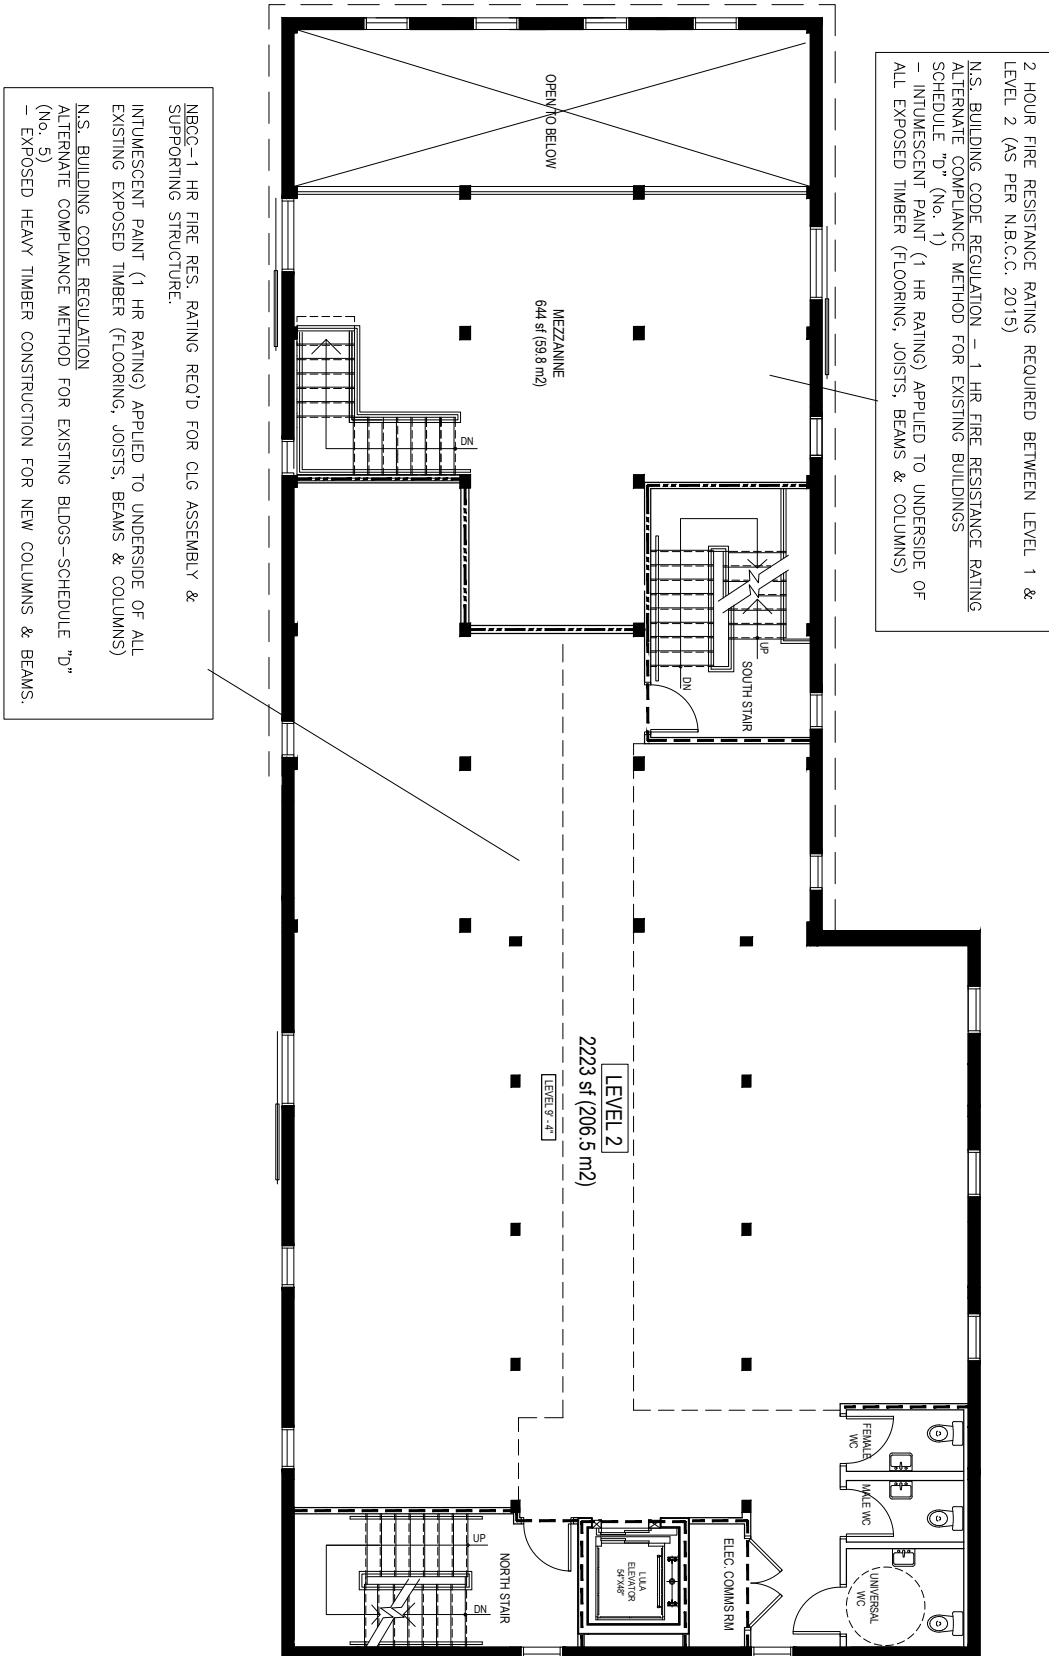 2 HOUR FIRE RESISTANCE RATING REQUIRED BETWEEN LEVEL 1 &
LEVEL 2 (AS PER N.B.C.C. 2015)
N.S. BUILDING CODE REGULATION – 1 HR FIRE RESISTANCE RATING
ALTERNATE COMPLIANCE METHOD FOR EXISTING BUILDINGS
SCHEDULE "D" (No. 1)
– INTUMESCENT PAINT (1 HR RATING) APPLIED TO UNDERSIDE OF
ALL EXPOSED TIMBER (FLOORING, JOISTS, BEAMS & COLUMNS)
OPEN TO BELOW
MEZZANINE
644 sf (59.8 m2)
DN
UP
DN
SOUTH STAIR
LEVEL 2
2223 sf (206.5 m2)
LEVEL 9' - 4"
FEMALE
WC
MALE WC
UNIVERSAL
WC
ELEC. COMMS RM
LULA
ELEVATOR
54"X48"
NORTH STAIR
UP
DN
NBCC–1 HR FIRE RES. RATING REQ'D FOR CLG ASSEMBLY &
SUPPORTING STRUCTURE.
INTUMESCENT PAINT (1 HR RATING) APPLIED TO UNDERSIDE OF ALL
EXISTING EXPOSED TIMBER (FLOORING, JOISTS, BEAMS & COLUMNS)
N.S. BUILDING CODE REGULATION
ALTERNATE COMPLIANCE METHOD FOR EXISTING BLDGS–SCHEDULE "D"
(No. 5)
– EXPOSED HEAVY TIMBER CONSTRUCTION FOR NEW COLUMNS & BEAMS.